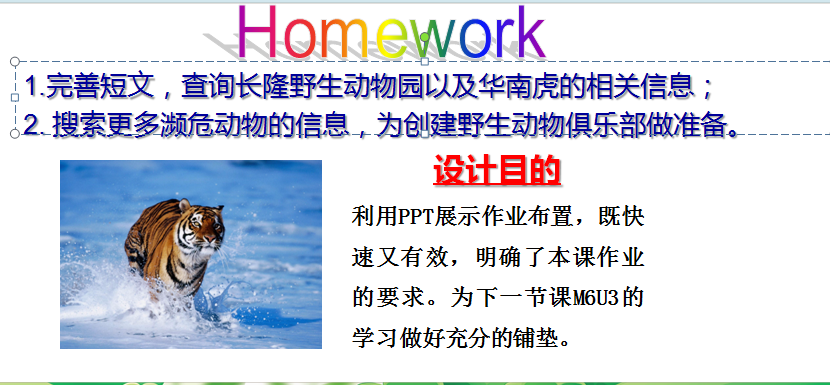 Homework
1.完善短文，查询长隆野生动物园以及华南虎的相关信息；
2. 搜索更多濒危动物的信息，为创建野生动物俱乐部做准备。
设计目的
利用PPT展示作业布置，既快
速又有效，明确了本课作业
的要求。为下一节课M6U3的
学习做好充分的铺垫。